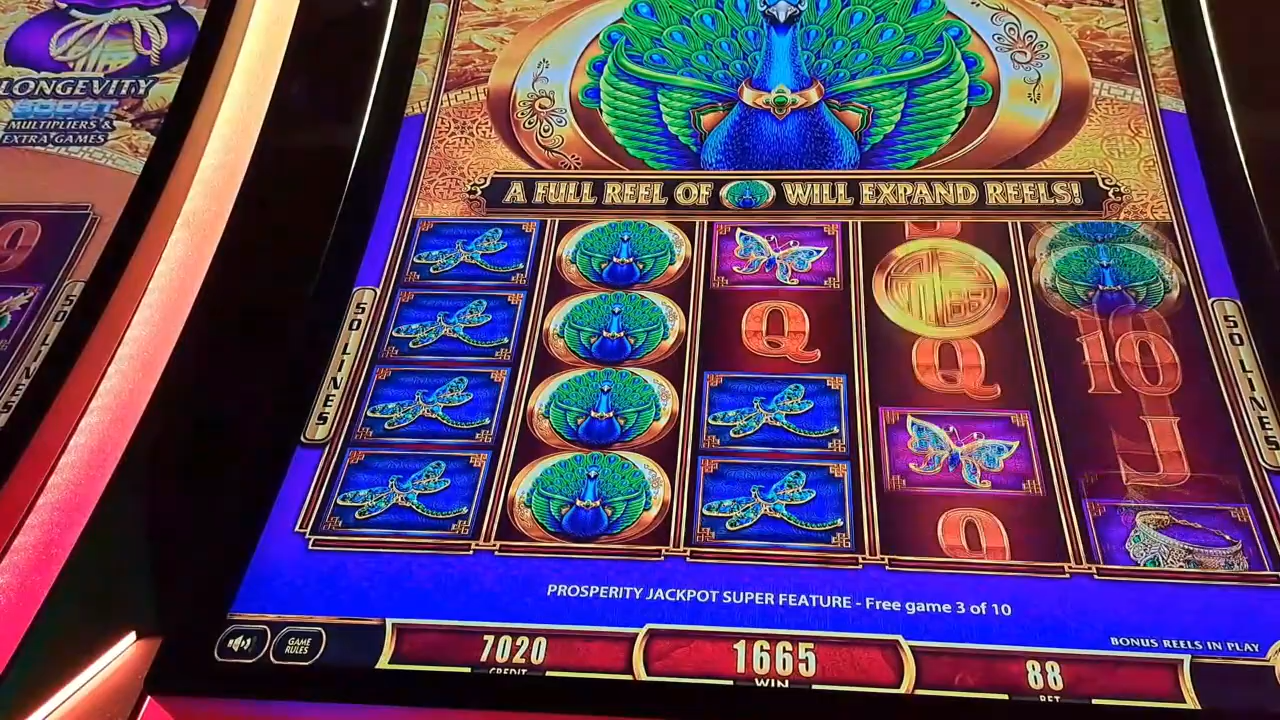 LONGEVITY
BOOST
MULTIPLIERS &
EXTRA GAMES
9
50 LINES
A FULL REEL OF WILL EXPAND REELS!
50 LINES
50 LINES
Q
10
Q
J
Q
PROSPERITY JACKPOT SUPER FEATURE - Free game 3 of 10
BONUS REELS IN PLAY
GAME
RULES
7020
CREDIT
1665
WIN
88
BET